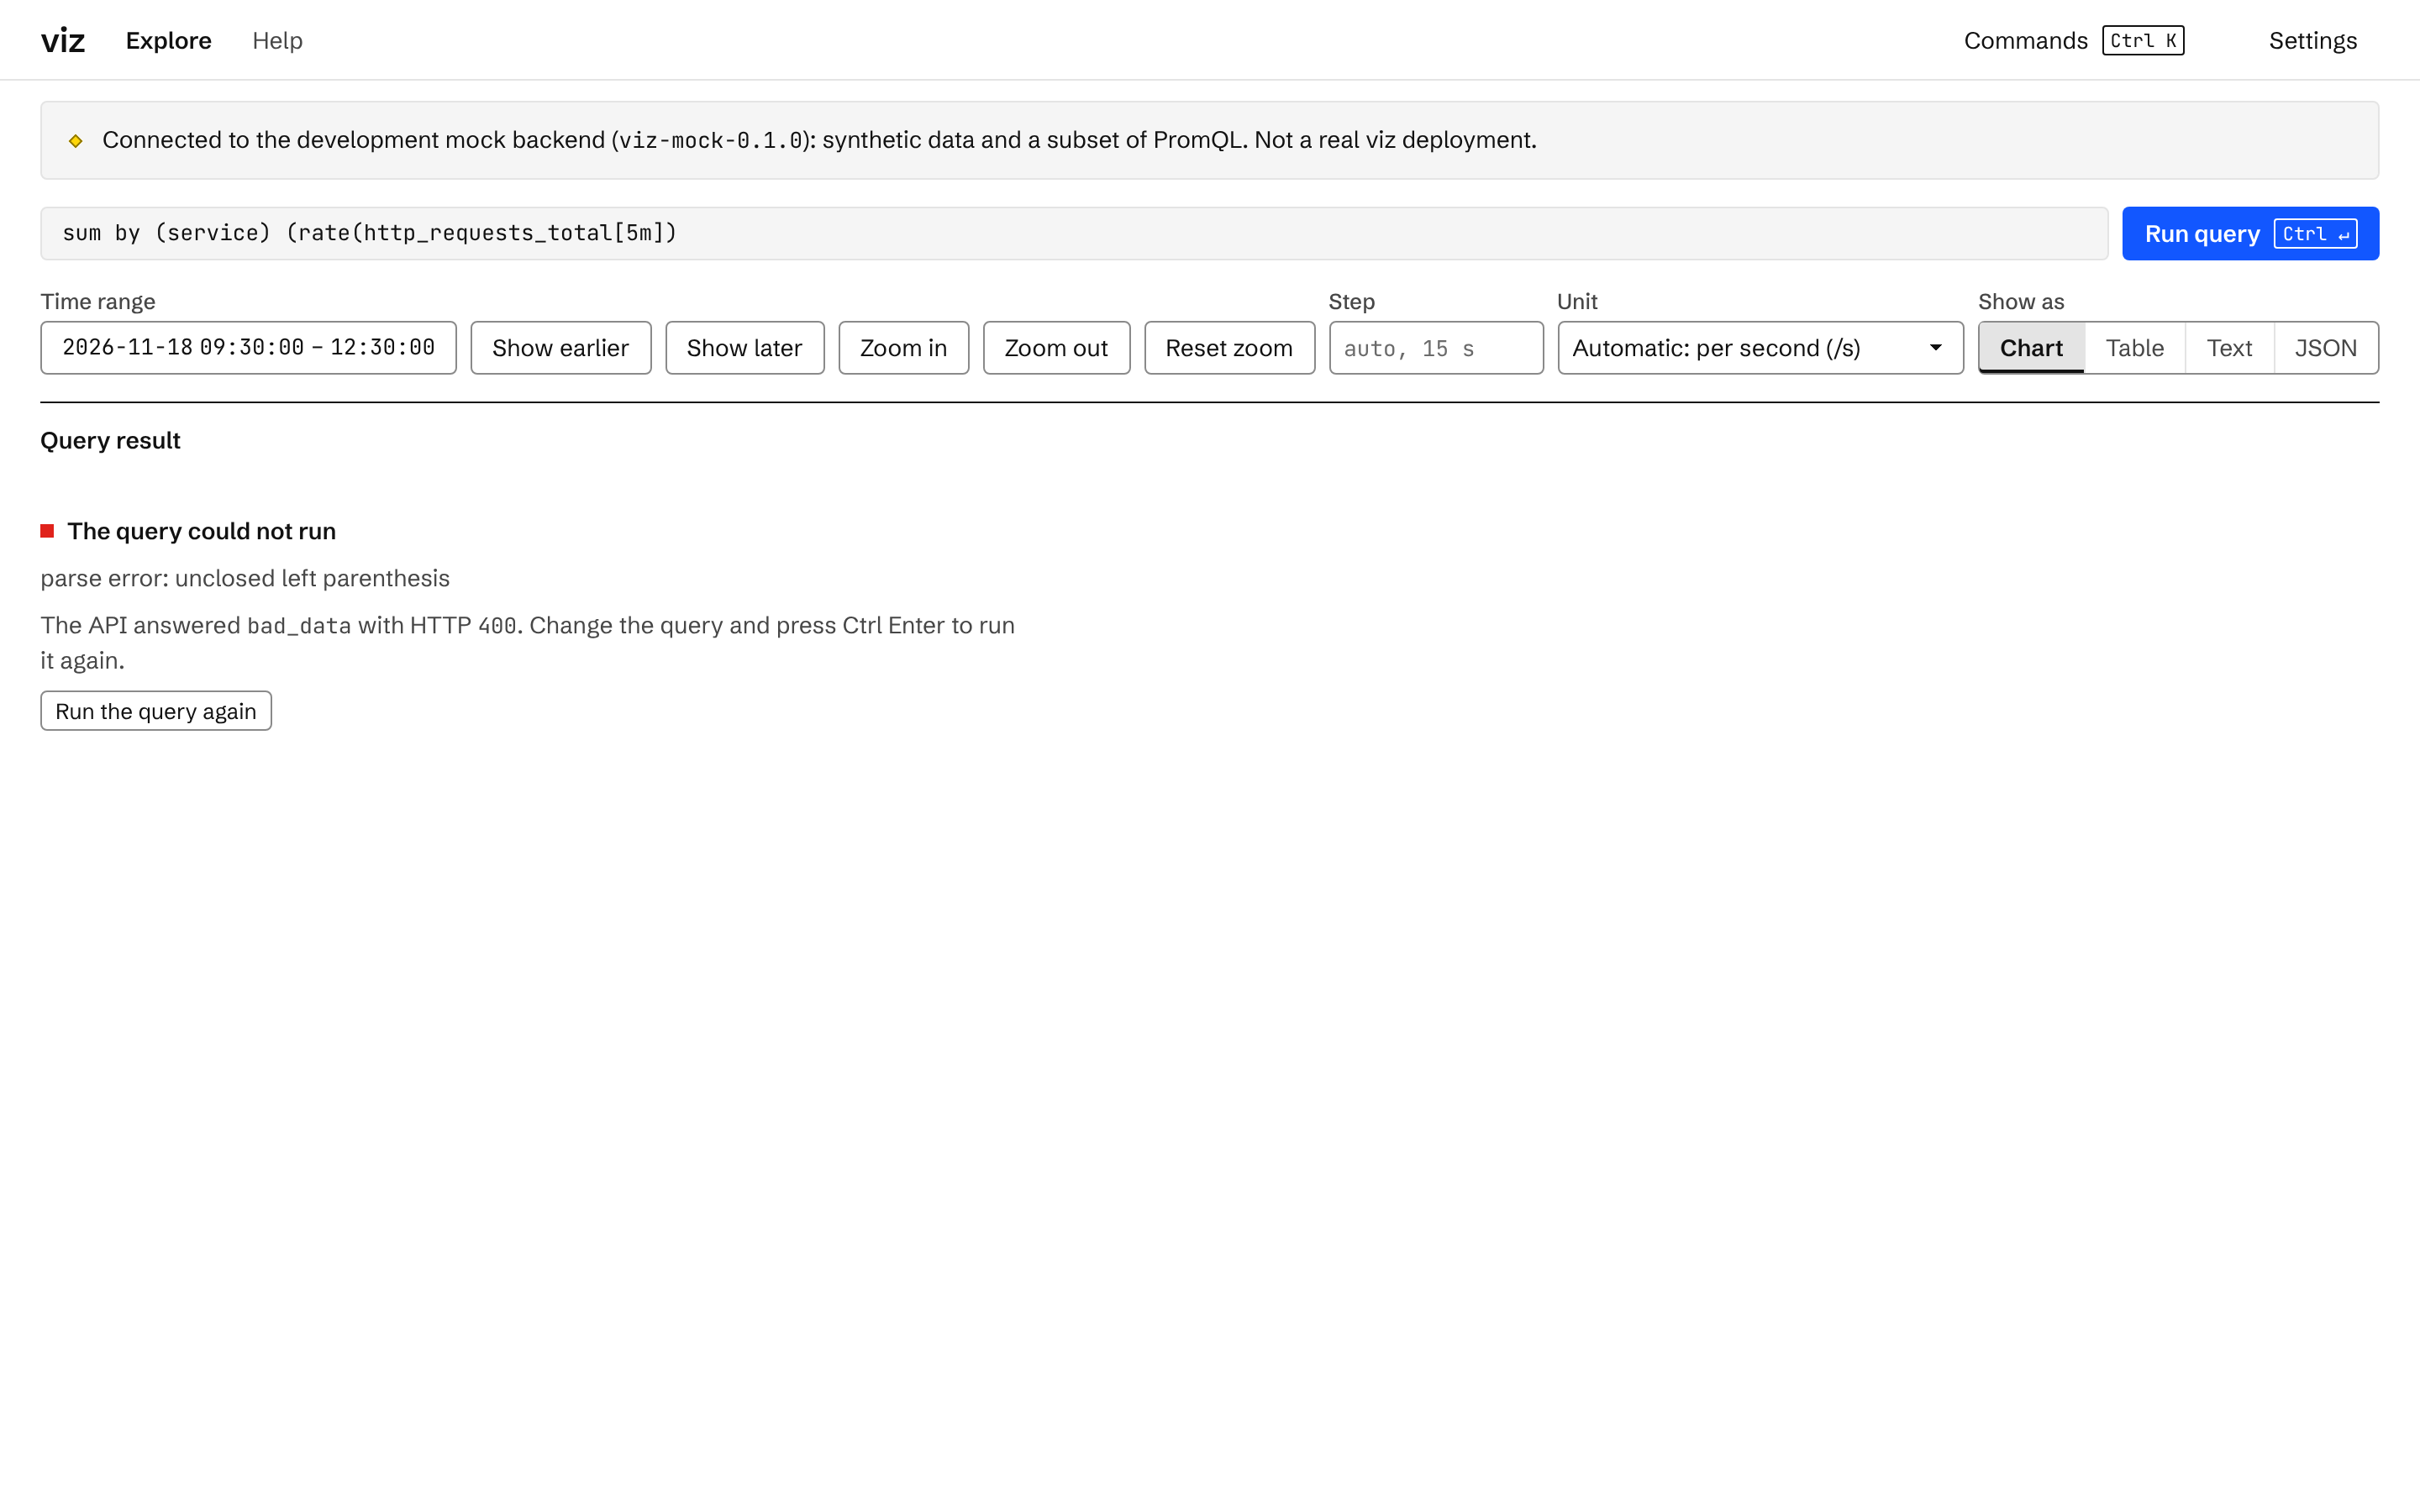 viz Explore Help Commands Ctrl K Settings
Connected to the development mock backend (viz-mock-0.1.0): synthetic data and a subset of PromQL. Not a real viz deployment.
sum by (service) (rate(http_requests_total[5m]) Run query Ctrl ↵
Time range Step Unit Show as
2026-11-18 09:30:00 – 12:30:00 Show earlier Show later Zoom in Zoom out Reset zoom auto, 15 s Automatic: per second (/s) Chart Table Text JSON
Query result
The query could not run
parse error: unclosed left parenthesis
The API answered bad_data with HTTP 400. Change the query and press Ctrl Enter to run
it again.
Run the query again